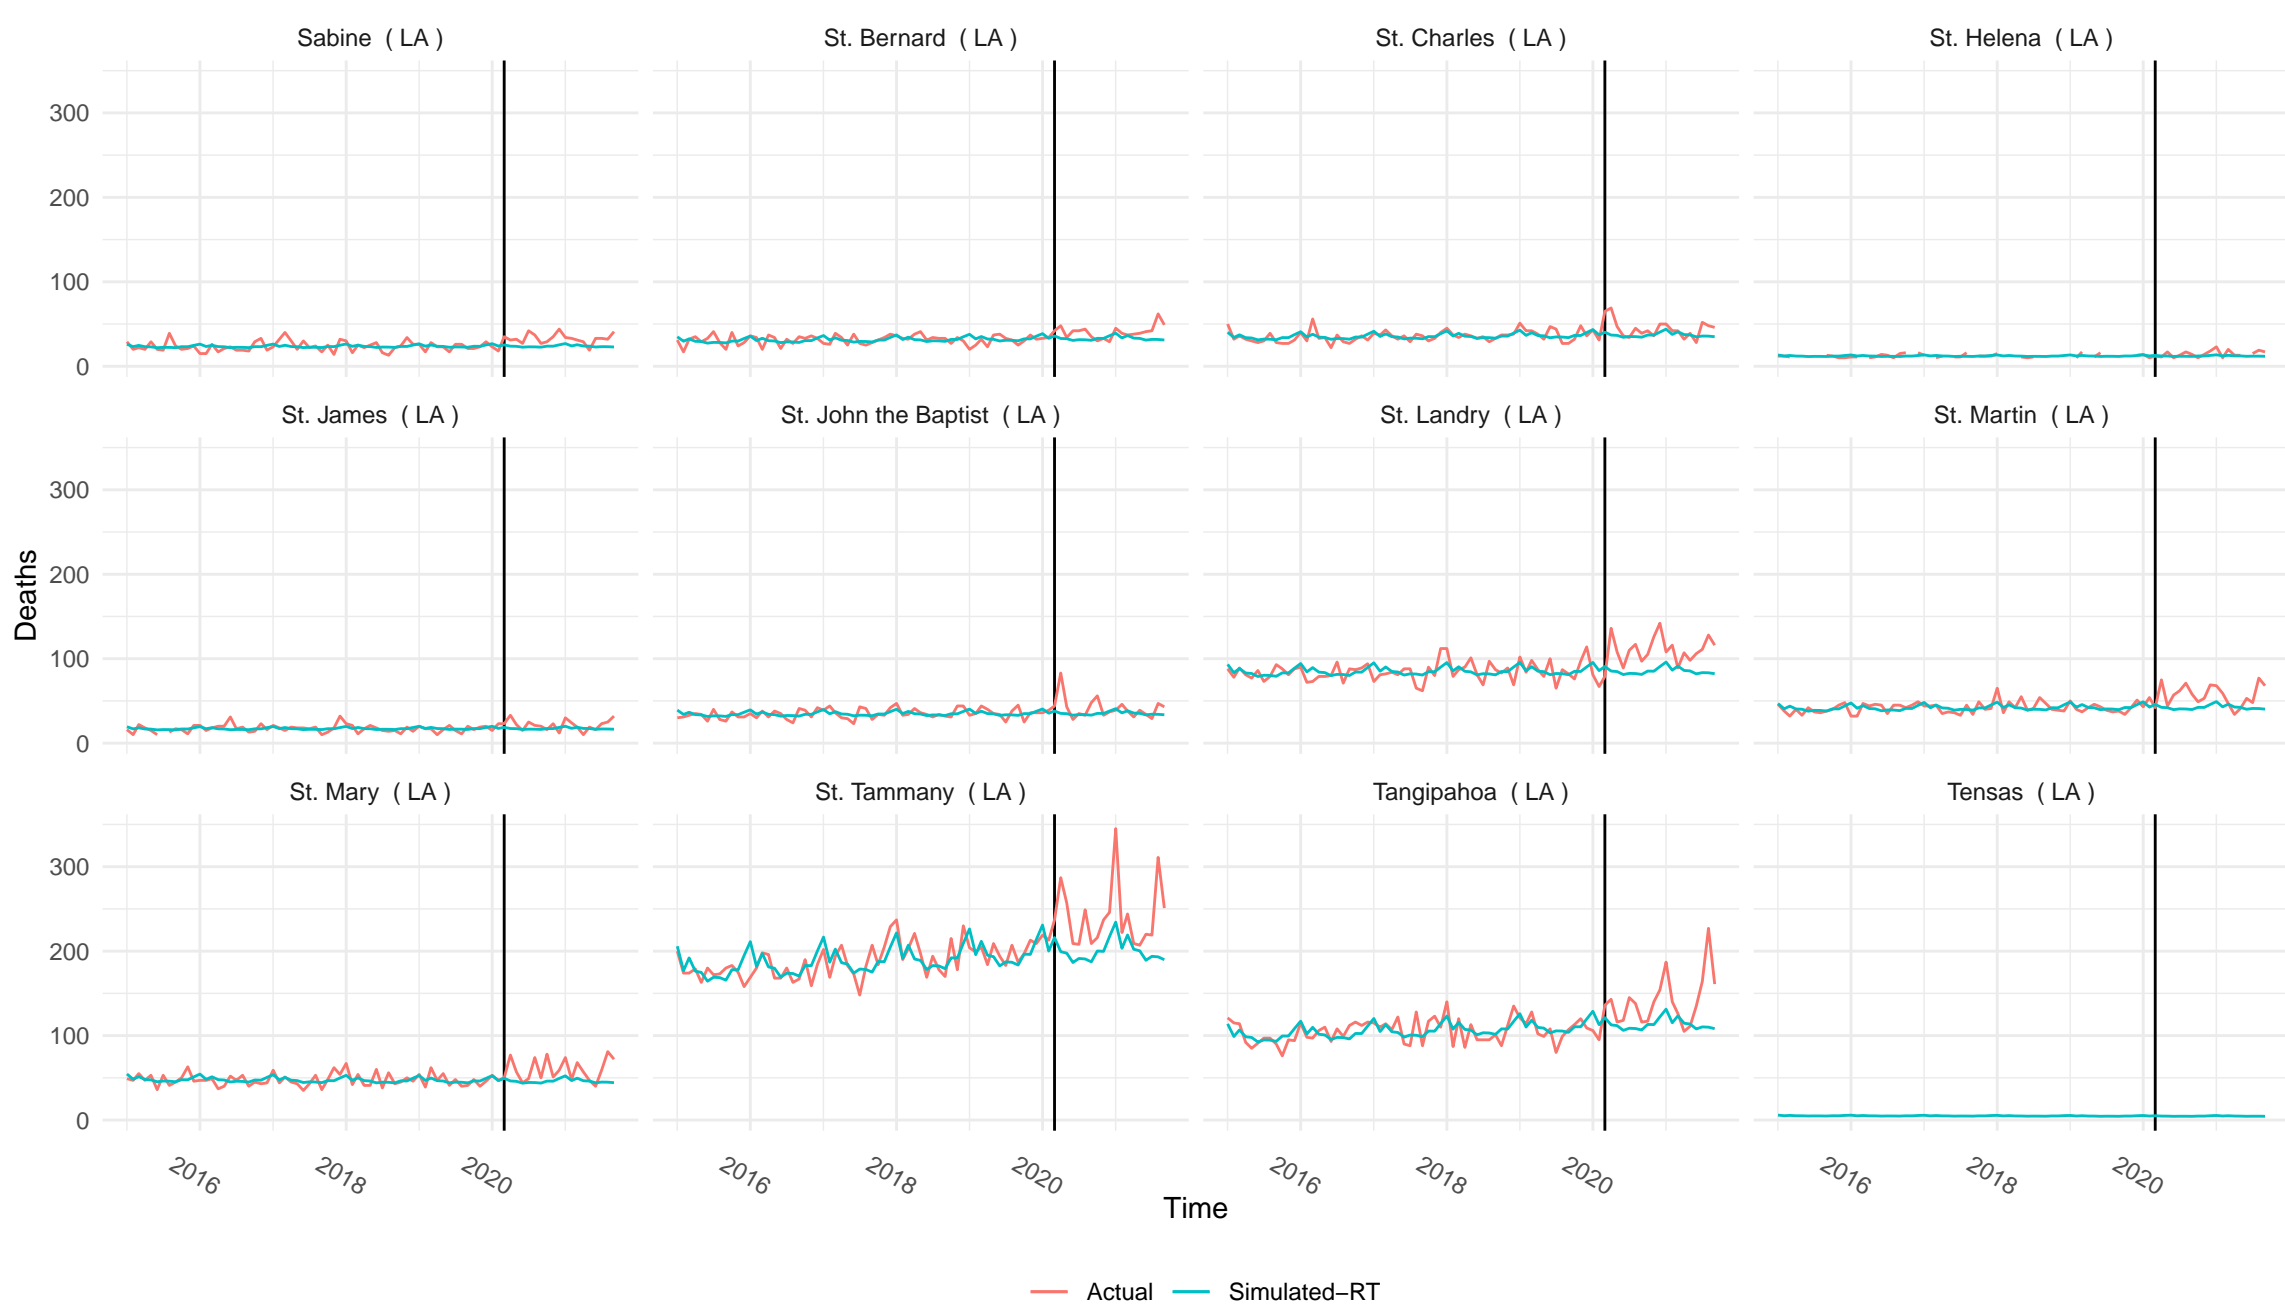 Sabine ( LA )
St. Bernard ( LA )
St. Charles ( LA )
St. Helena ( LA )
300
200
100
0
St. James ( LA )
St. John the Baptist ( LA )
St. Landry ( LA )
St. Martin ( LA )
300
200
100
0
Deaths
St. Mary ( LA )
St. Tammany ( LA )
Tangipahoa ( LA )
Tensas ( LA )
300
200
100
0
2016 2018 2020
2016 2018 2020
2016 2018 2020
2016 2018 2020
Time
Actual Simulated−RT